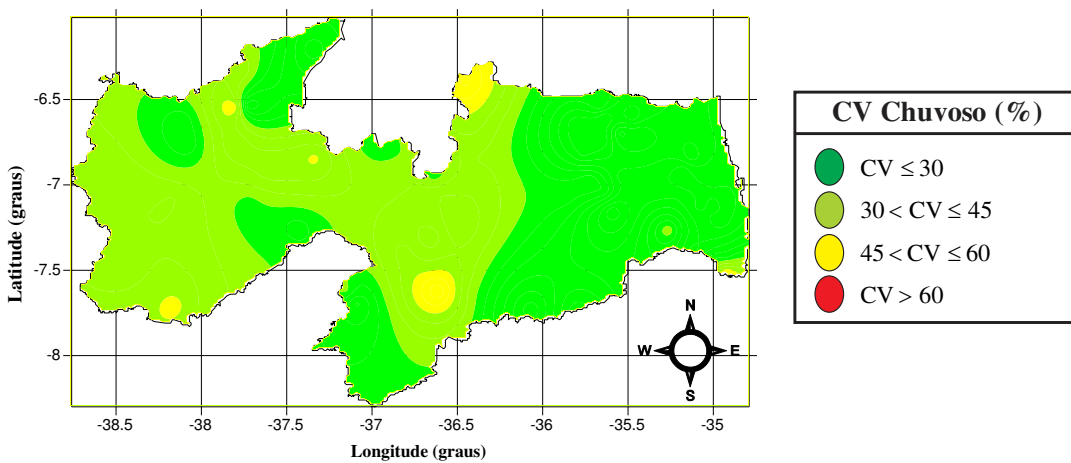 Latitude (graus)
-6.5
-7
-7.5
-8
-38.5 -38 -37.5 -37 -36.5 -36 -35.5 -35
Longitude (graus)
N
W E
S
CV Chuvoso (%)
CV ≤ 30
30 < CV ≤ 45
45 < CV ≤ 60
CV > 60